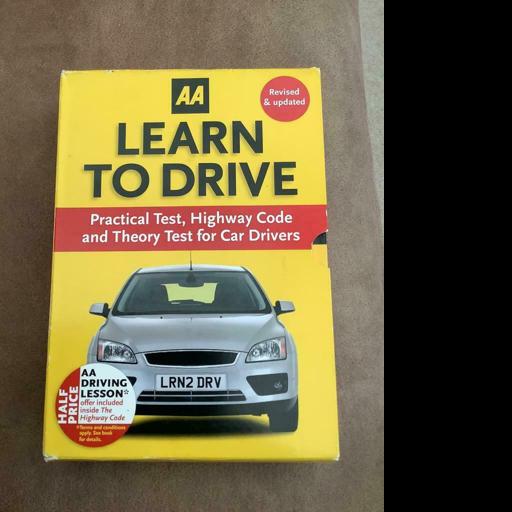 AA
Revised
& updated
LEARN
TO DRIVE
Practical Test, Highway Code
and Theory Test for Car Drivers
LRN2 DRV
HALF
PRICE
AA
DRIVING
LESSON*
offer included
inside The
Highway Code
*Terms and conditions
apply. See book
for details.